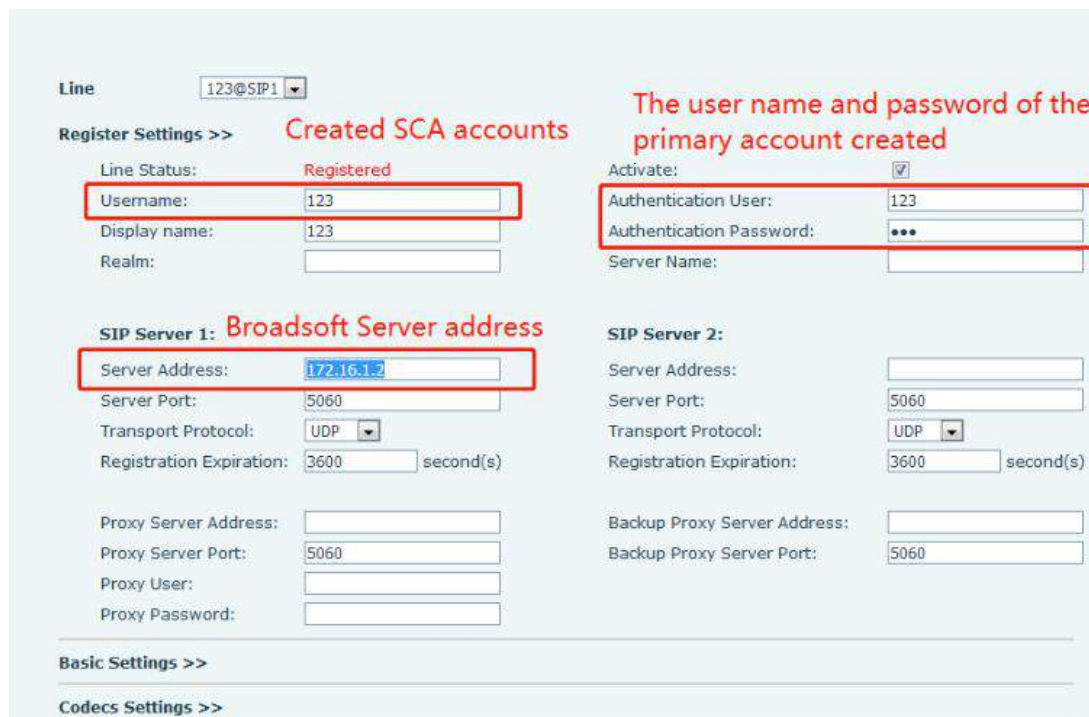 Line 123@SIP1
The user name and password of the
primary account created
Register Settings >> Created SCA accounts
Line Status: Registered Activate:
Username: 123 Authentication User: 123
Display name: 123 Authentication Password: •••
Realm: Server Name:
SIP Server 1: Broadsoft Server address SIP Server 2:
Server Address: 172.16.1.2 Server Address:
Server Port: 5060 Server Port: 5060
Transport Protocol: UDP Transport Protocol: UDP
Registration Expiration: 3600 second(s) Registration Expiration: 3600 second(s)
Proxy Server Address: Backup Proxy Server Address:
Proxy Server Port: 5060 Backup Proxy Server Port: 5060
Proxy User:
Proxy Password:
Basic Settings >>
Codecs Settings >>